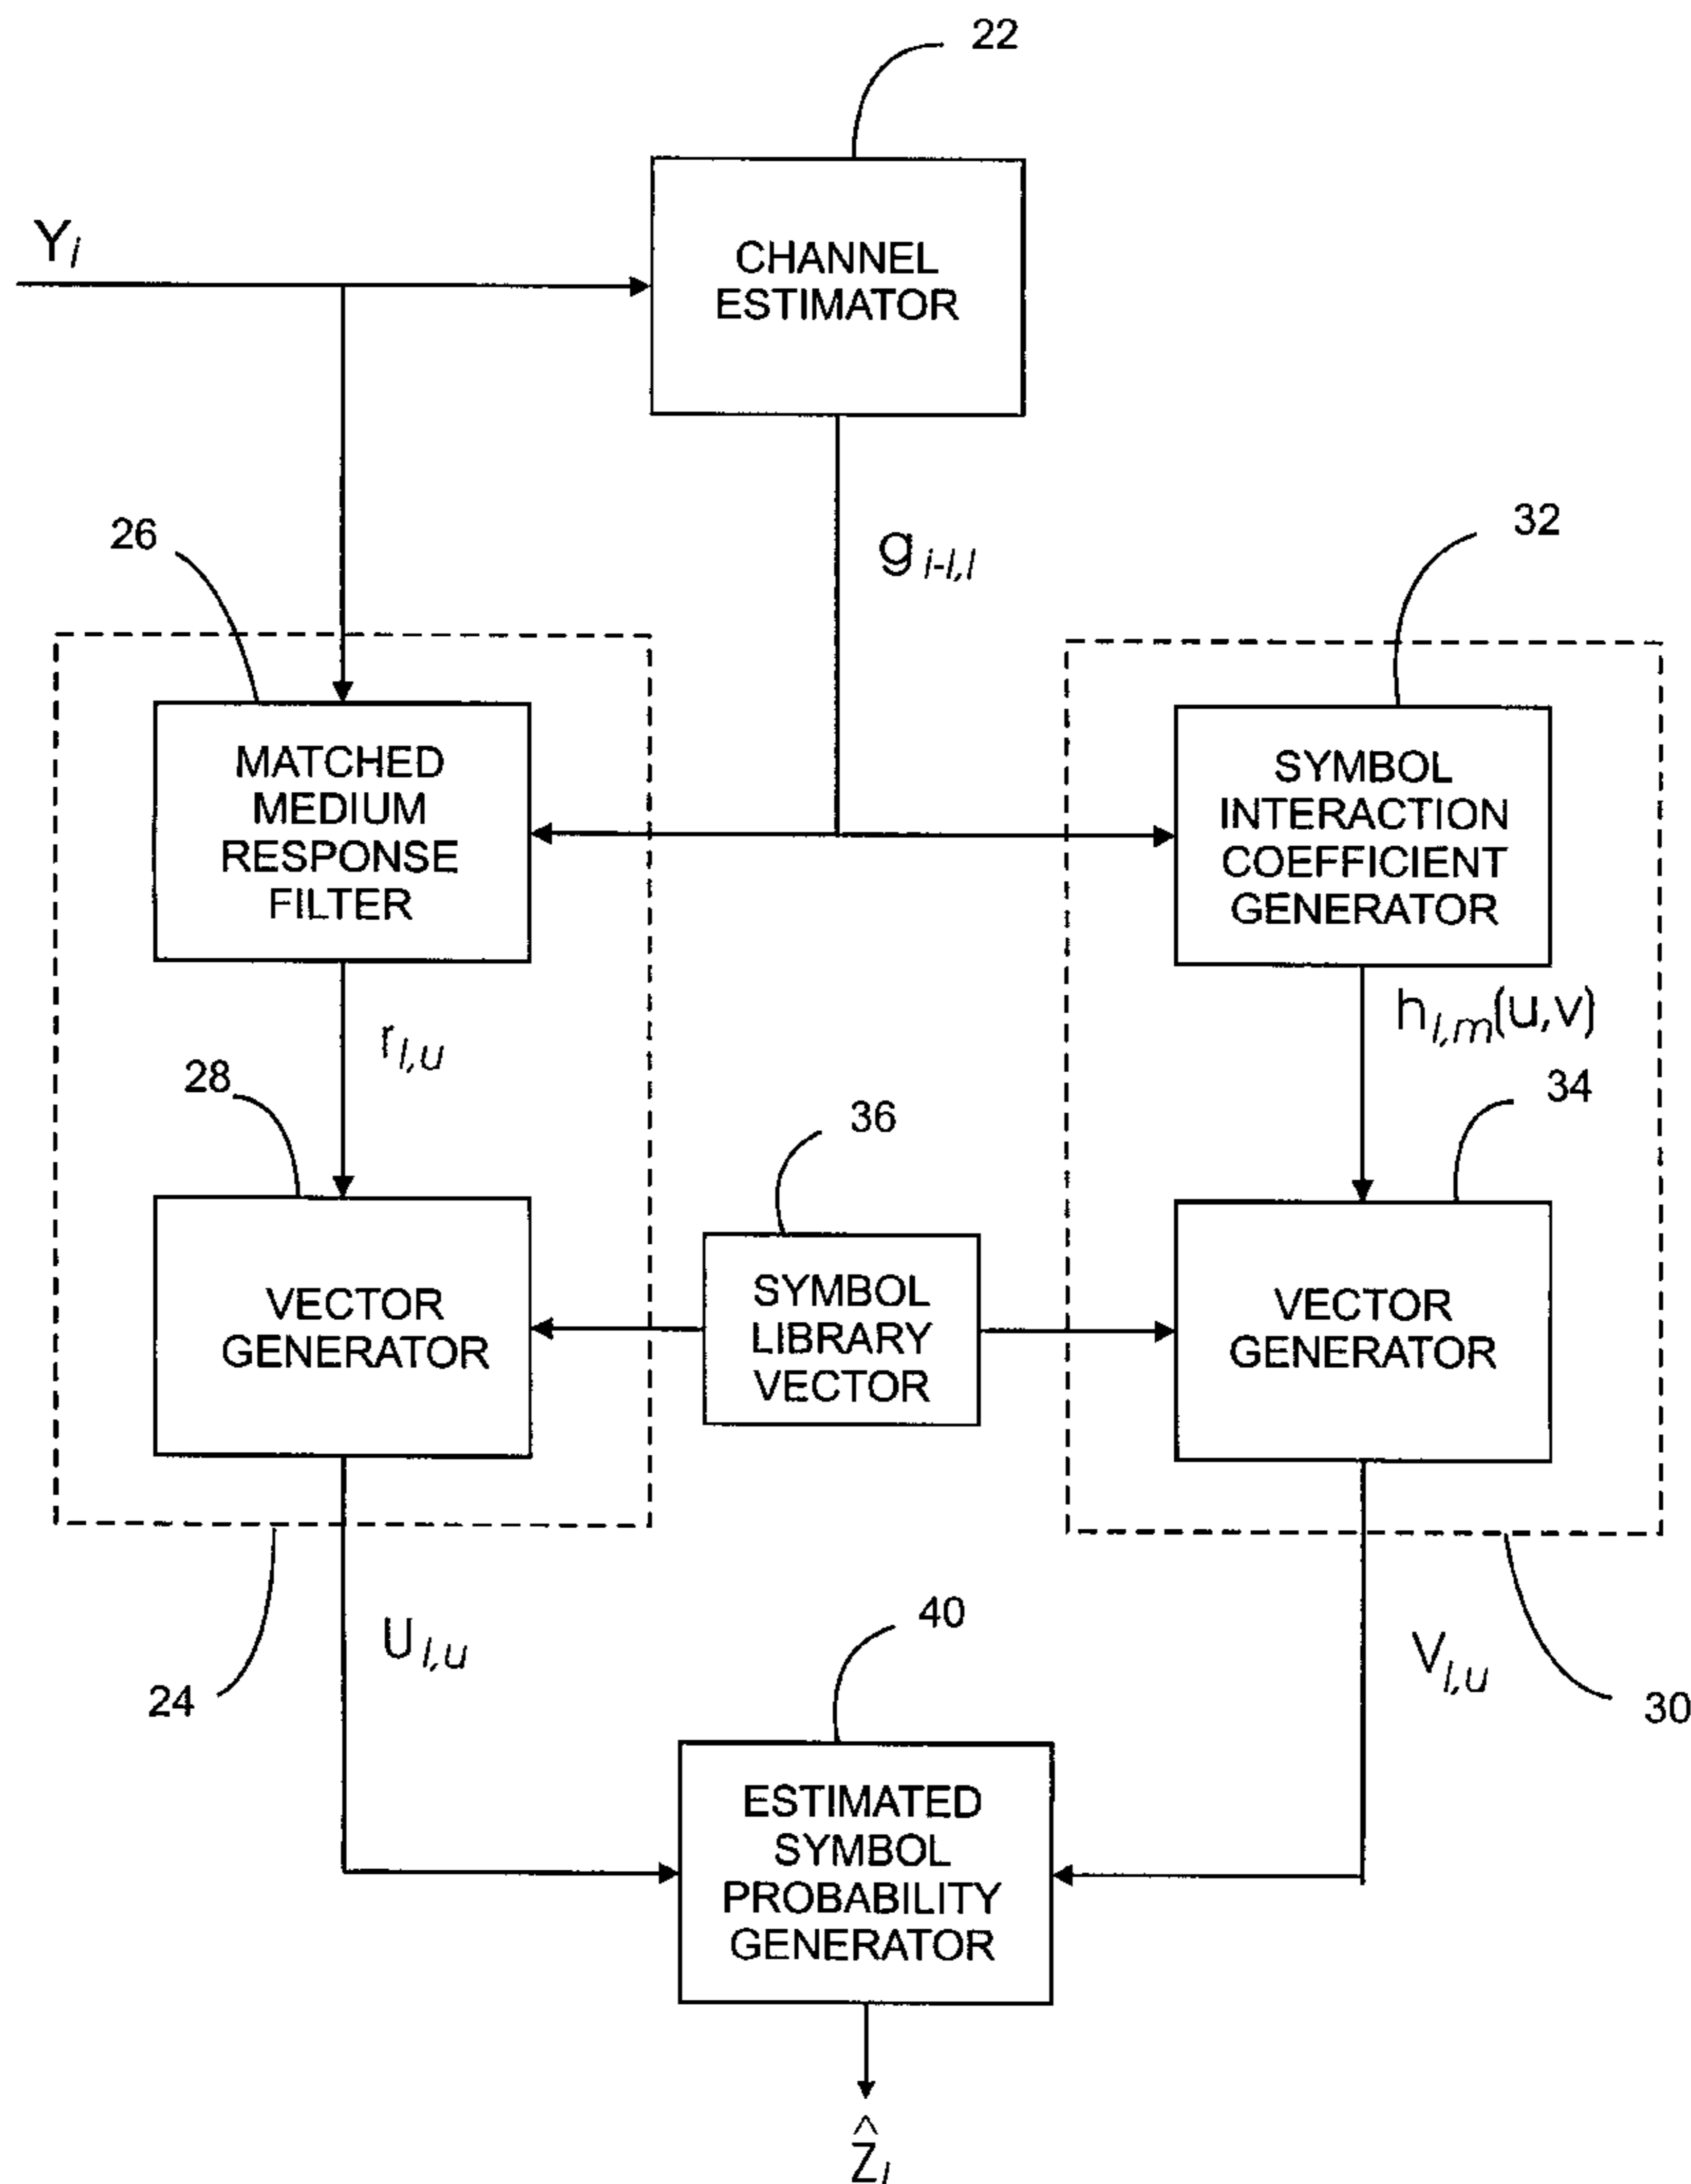 22
Y_i
CHANNEL
ESTIMATOR
26
g_{i-l,l}
32
MATCHED
MEDIUM
RESPONSE
FILTER
SYMBOL
INTERACTION
COEFFICIENT
GENERATOR
r_{l,u}
h_{l,m}(u,v)
28
36
34
VECTOR
GENERATOR
SYMBOL
LIBRARY
VECTOR
VECTOR
GENERATOR
24
U_{l,u}
40
V_{l,u}
30
ESTIMATED
SYMBOL
PROBABILITY
GENERATOR
Ẑ_l